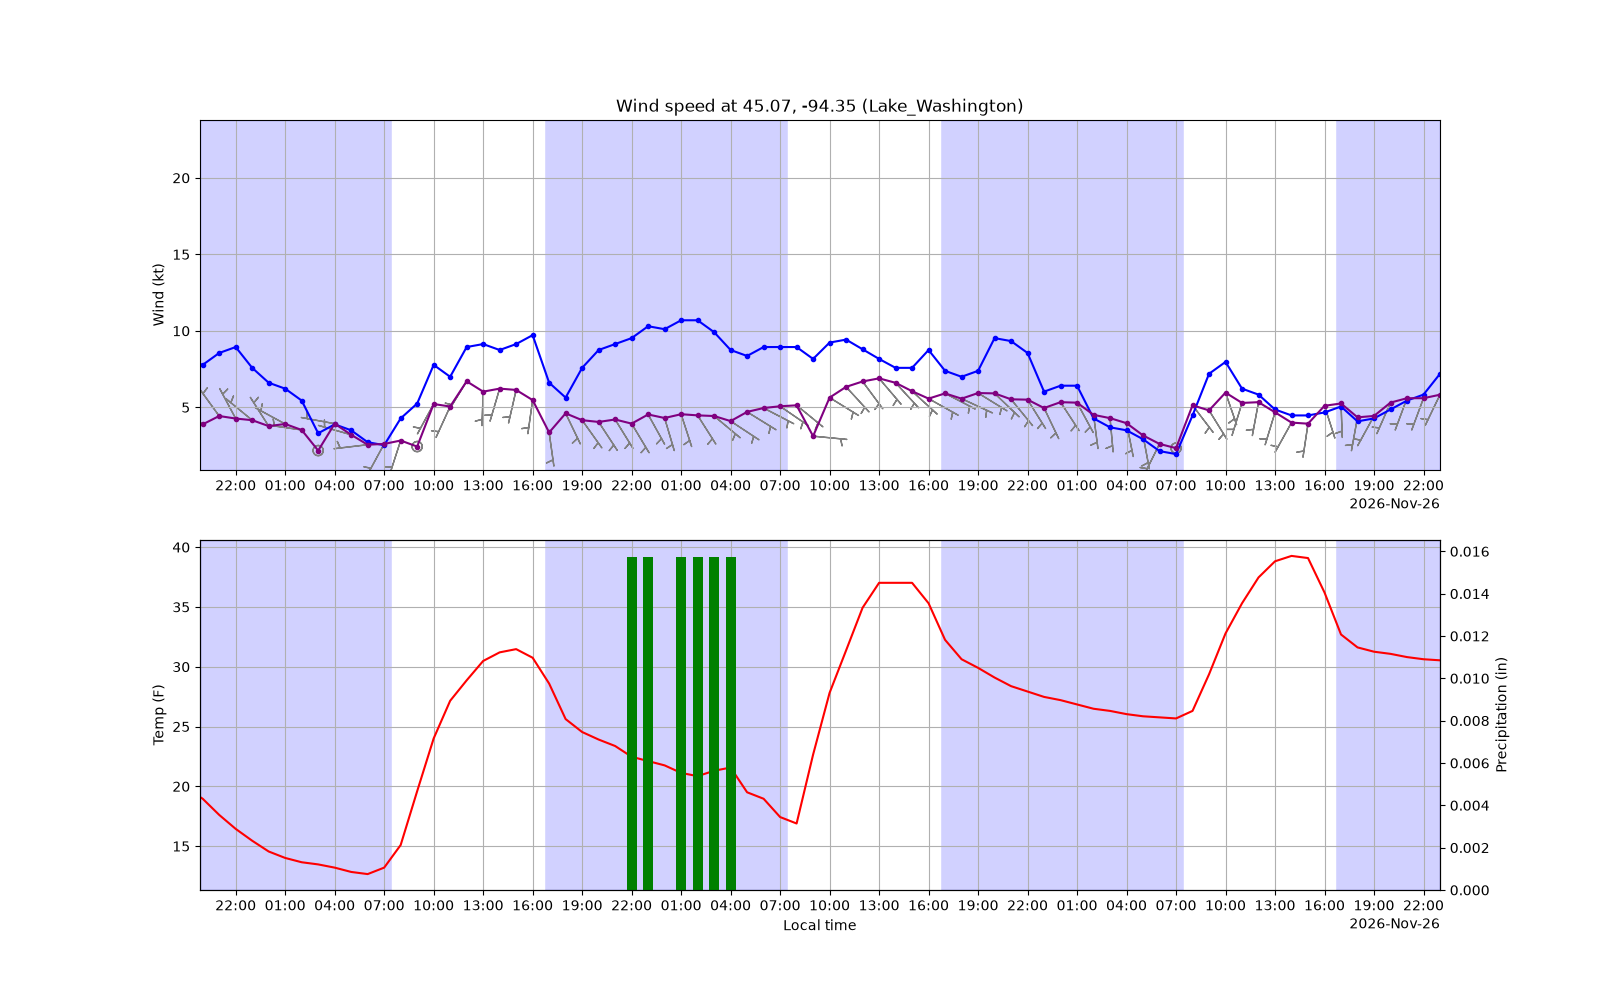 Wind speed at 45.07, -94.35 (Lake_Washington)
Wind (kt)
20
15
10
5
22:00 01:00 04:00 07:00 10:00 13:00 16:00 19:00 22:00 01:00 04:00 07:00 10:00 13:00 16:00 19:00 22:00 01:00 04:00 07:00 10:00 13:00 16:00 19:00 22:00
2026-Nov-26
Temp (F)
40
35
30
25
20
15
0.016
0.014
0.012
0.010
0.008
0.006
0.004
0.002
0.000
Precipitation (in)
22:00 01:00 04:00 07:00 10:00 13:00 16:00 19:00 22:00 01:00 04:00 07:00 10:00 13:00 16:00 19:00 22:00 01:00 04:00 07:00 10:00 13:00 16:00 19:00 22:00
Local time
2026-Nov-26